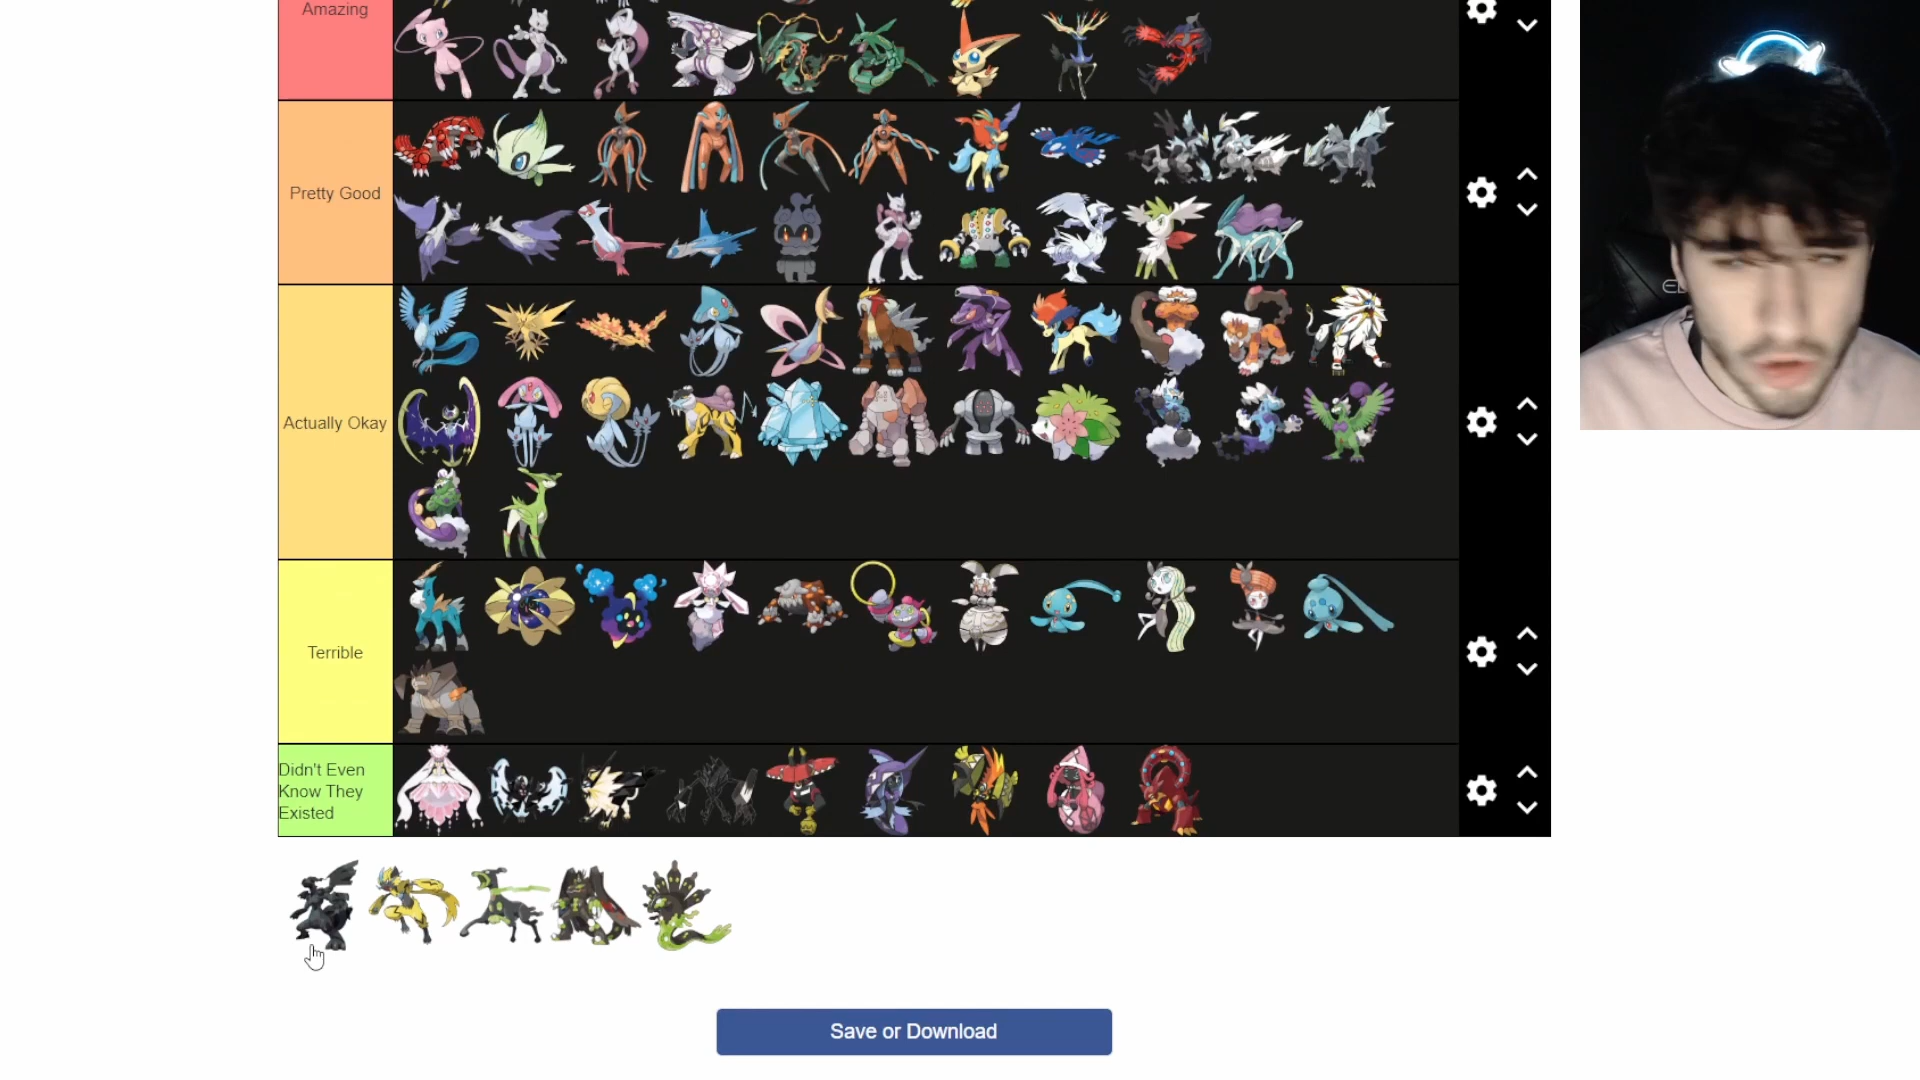 Amazing
Pretty Good
Actually Okay
Terrible
Didn't Even
Know They
Existed
Save or Download